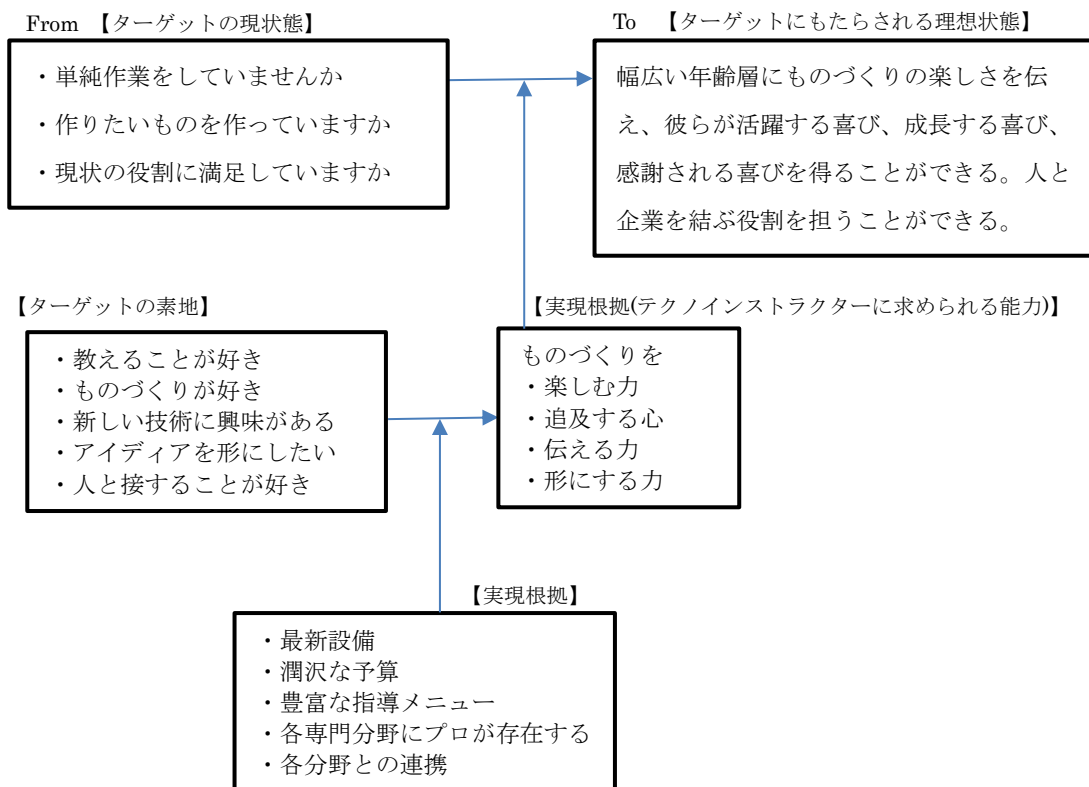 From 【ターゲットの現状態】
・単純作業をしていませんか
・作りたいものを作っていますか
・現状の役割に満足していますか
To 【ターゲットにもたらされる理想状態】
幅広い年齢層にものづくりの楽しさを伝
え、彼らが活躍する喜び、成長する喜び、
感謝される喜びを得ることができる。人と
企業を結ぶ役割を担うことができる。
【ターゲットの素地】
・教えることが好き
・ものづくりが好き
・新しい技術に興味がある
・アイディアを形にしたい
・人と接することが好き
【実現根拠(テクノインストラクターに求められる能力)】
ものづくりを
・楽しむ力
・追及する心
・伝える力
・形にする力
【実現根拠】
・最新設備
・潤沢な予算
・豊富な指導メニュー
・各専門分野にプロが存在する
・各分野との連携